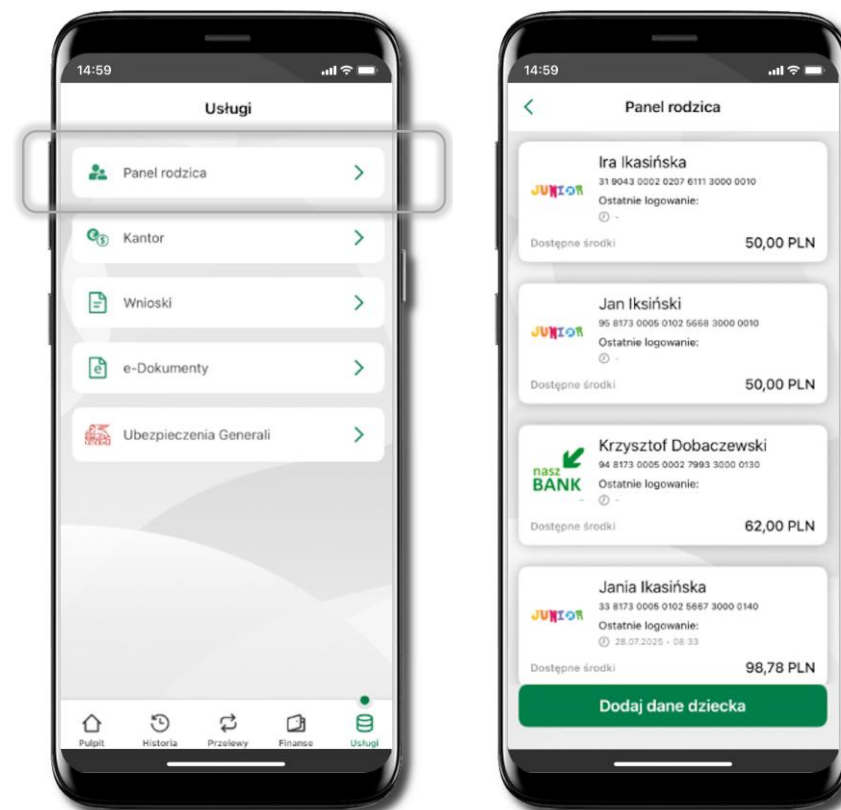 14:59
Usługi
Panel rodzica
Kantor
Wnioski
e-Dokumenty
Ubezpieczenia Generali
Pulpit
Historia
Przelewy
Finanse
Usługi
14:59
Panel rodzica
JUNIOR
Ira Ikasińska
31 9043 0002 0207 6111 3000 0010
Ostatnie logowanie:
-
Dostępne środki 50,00 PLN
JUNIOR
Jan Iksiński
95 8173 0005 0102 5668 3000 0010
Ostatnie logowanie:
-
Dostępne środki 50,00 PLN
nasz
BANK
Krzysztof Dobaczewski
94 8173 0005 0002 7993 3000 0130
Ostatnie logowanie:
- -
Dostępne środki 62,00 PLN
JUNIOR
Jania Ikasińska
33 8173 0005 0102 5667 3000 0140
Ostatnie logowanie:
28.07.2025 - 08:33
Dostępne środki 98,78 PLN
Dodaj dane dziecka